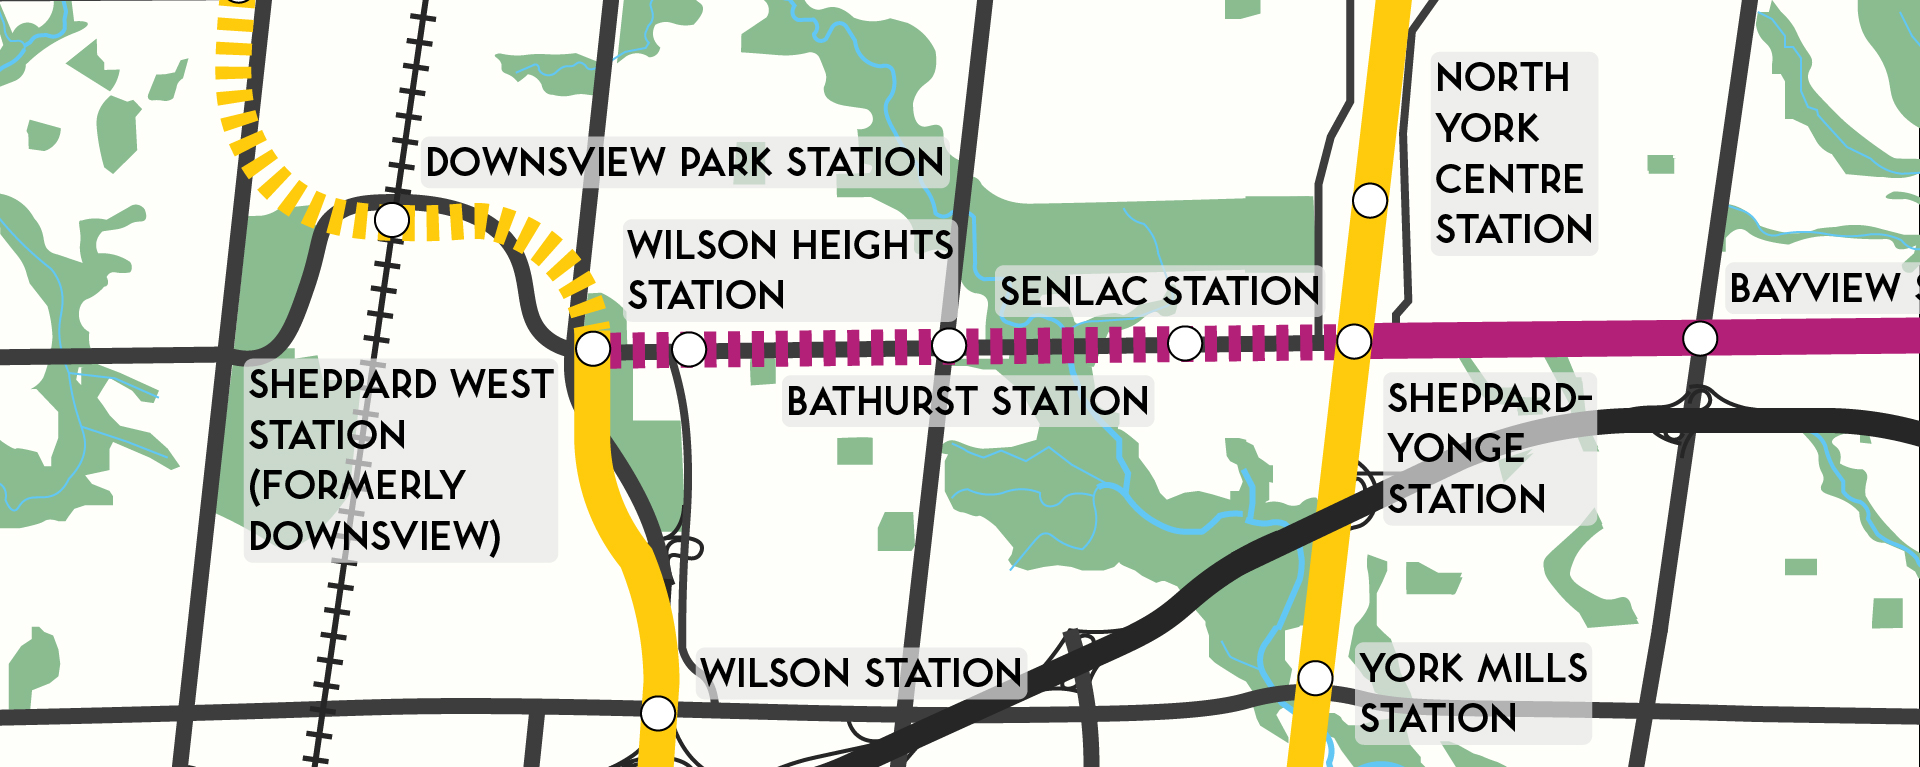 NORTH
YORK
CENTRE
STATION
DOWNSVIEW PARK STATION
WILSON HEIGHTS
STATION
SENLAC STATION
BAYVIEW S
SHEPPARD WEST
STATION
(FORMERLY
DOWNSVIEW)
BATHURST STATION
SHEPPARD-
YONGE
STATION
WILSON STATION
YORK MILLS
STATION